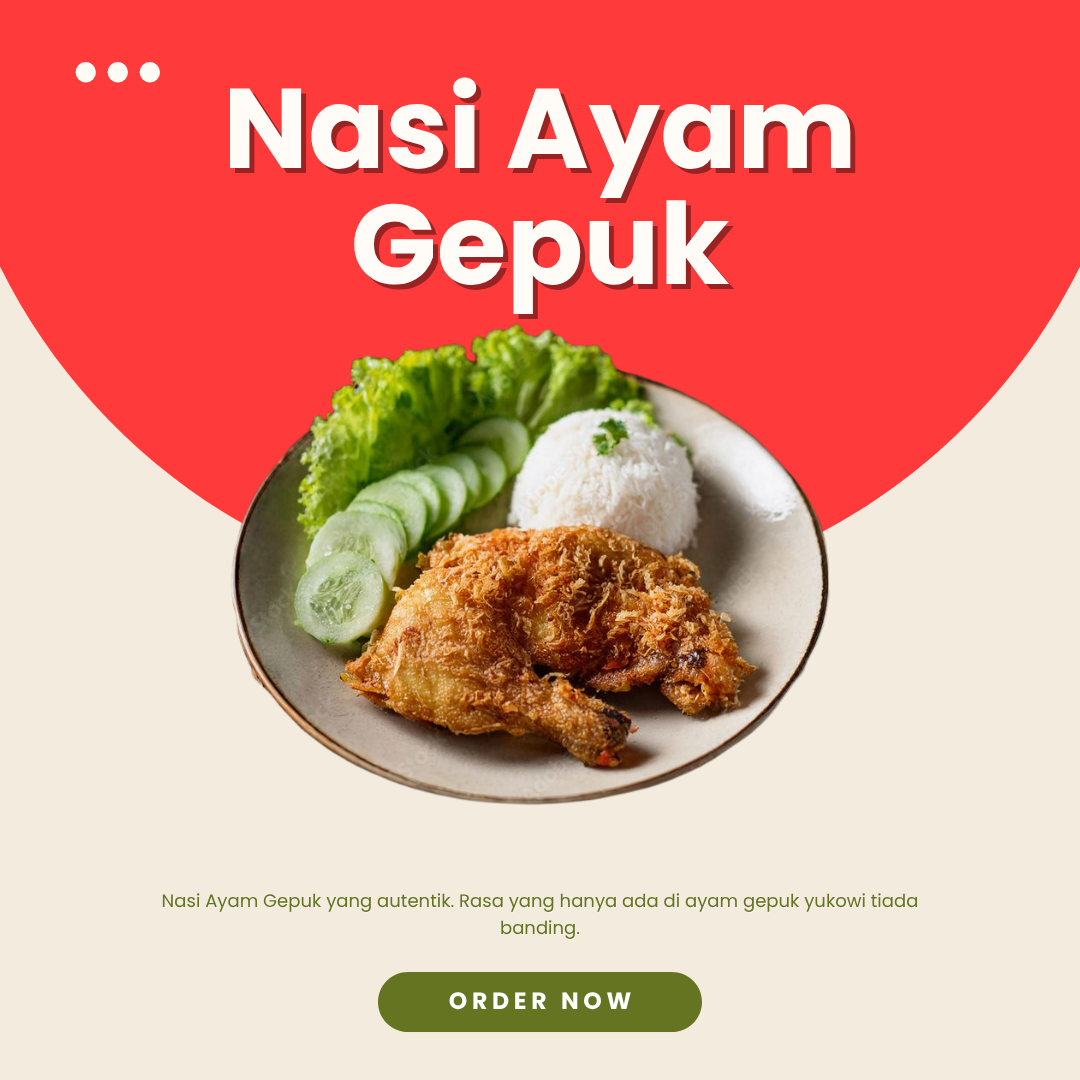 Nasi Ayam
Gepuk
Nasi Ayam Gepuk yang autentik. Rasa yang hanya ada di ayam gepuk yukowi tiada
banding.
ORDER NOW